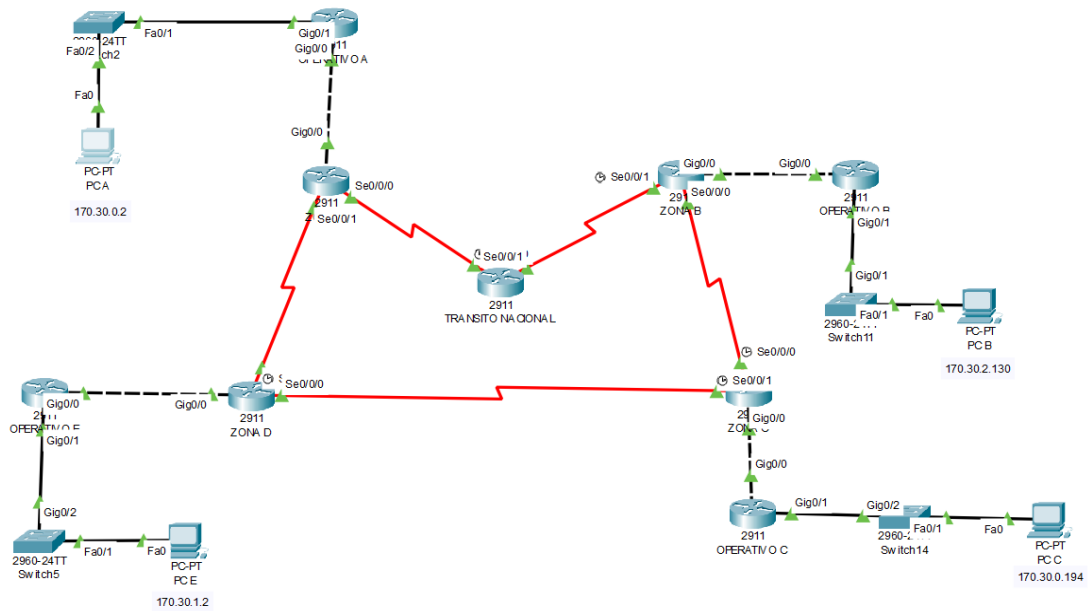 Fa0/1
Gig0/1
Gig0/0
OPERATIVO A
Fa0/2
Fa0
PC-PT
PC A
170.30.0.2
Gig0/0
2911
Se0/0/0
Se0/0/1
Se0/0/1
2911
TRANSITO NACIONAL
Se0/0/1
Gig0/0
Se0/0/0
ZONA B
Gig0/0
2911
OPERATIVO B
Gig0/1
Gig0/1
Fa0/1
Fa0
Switch11
PC-PT
PC B
170.30.2.130
Se0/0/0
Se0/0/1
Gig0/0
Gig0/0
2911
OPERATIVO C
Gig0/1
Gig0/2
Fa0/1
Fa0
Switch14
PC-PT
PC C
170.30.0.194
Se0/0/0
Gig0/0
2911
ZONA D
Gig0/0
Gig0/1
Gig0/2
2960-24TT
Switch5
Fa0/1
Fa0
PC-PT
PC E
170.30.1.2